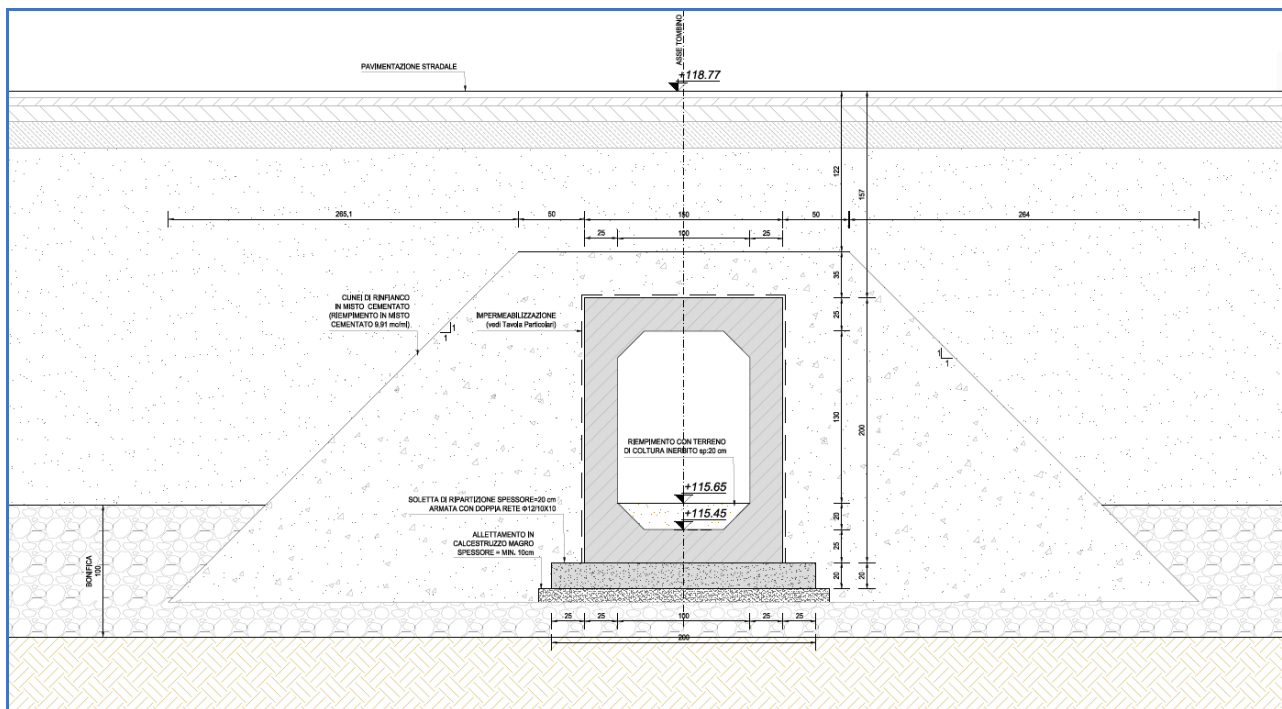 ASSE TOMBINO
PAVIMENTAZIONE STRADALE
+118.77
122
157
265,1
50
150
50
264
25
100
25
35
CUNEI DI RINFIANCO
IN MISTO CEMENTATO
(RIEMPIMENTO IN MISTO
CEMENTATO 9,91 mc/ml)
1
1
IMPERMEABILIZZAZIONE
(vedi Tavola Particolari)
25
1
1
130
200
RIEMPIMENTO CON TERRENO
DI COLTURA INERBITO sp:20 cm
+115.65
SOLETTA DI RIPARTIZIONE SPESSORE=20 cm
ARMATA CON DOPPIA RETE Φ12/10X10
+115.45
20
ALLETTAMENTO IN
CALCESTRUZZO MAGRO
SPESSORE = MIN. 10cm
25
BONIFICA
100
20
20
25
25
100
25
25
200